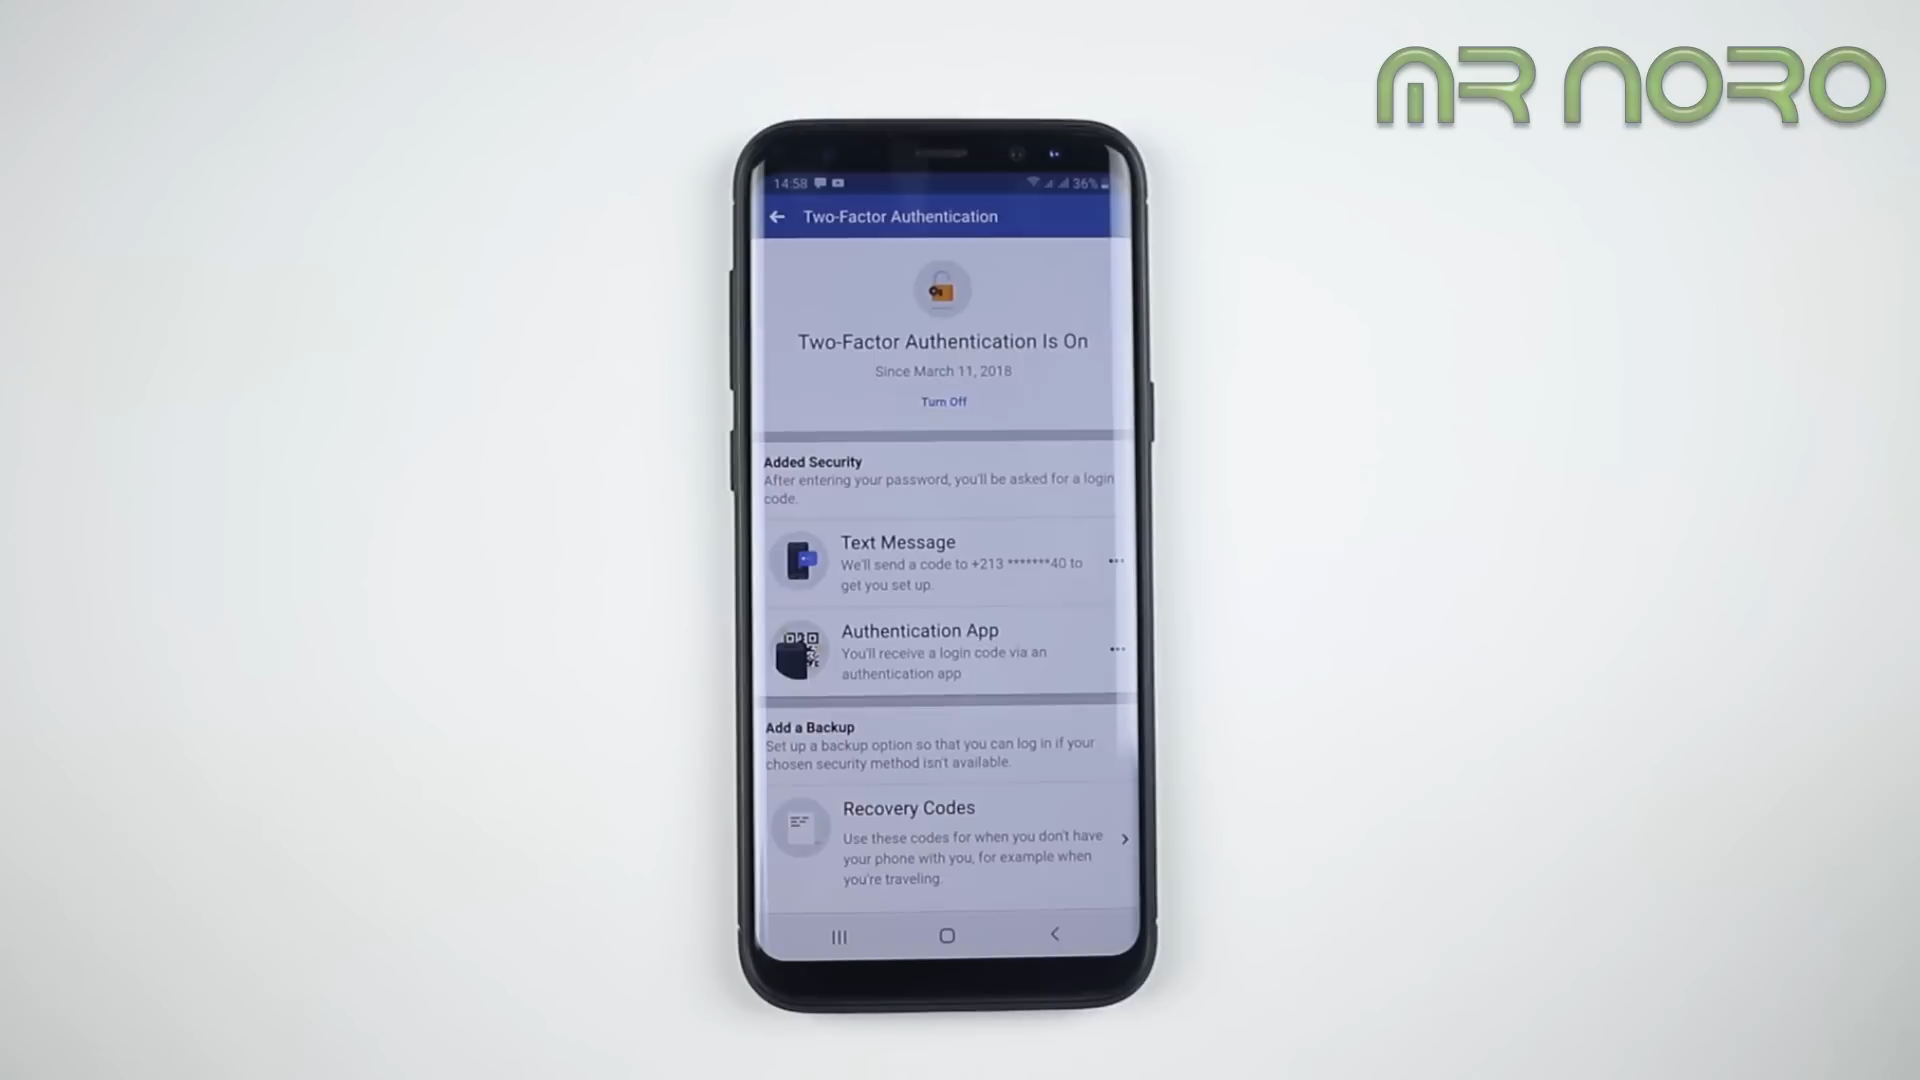 MR NORO
14:58
36%
Two-Factor Authentication
Two-Factor Authentication Is On
Since March 11, 2018
Turn Off
Added Security
After entering your password, you'll be asked for a login
code.
Text Message
We'll send a code to +213 *******40 to
get you set up.
Authentication App
You'll receive a login code via an
authentication app
Add a Backup
Set up a backup option so that you can log in if your
chosen security method isn't available.
Recovery Codes
Use these codes for when you don't have
your phone with you, for example when
you're traveling.